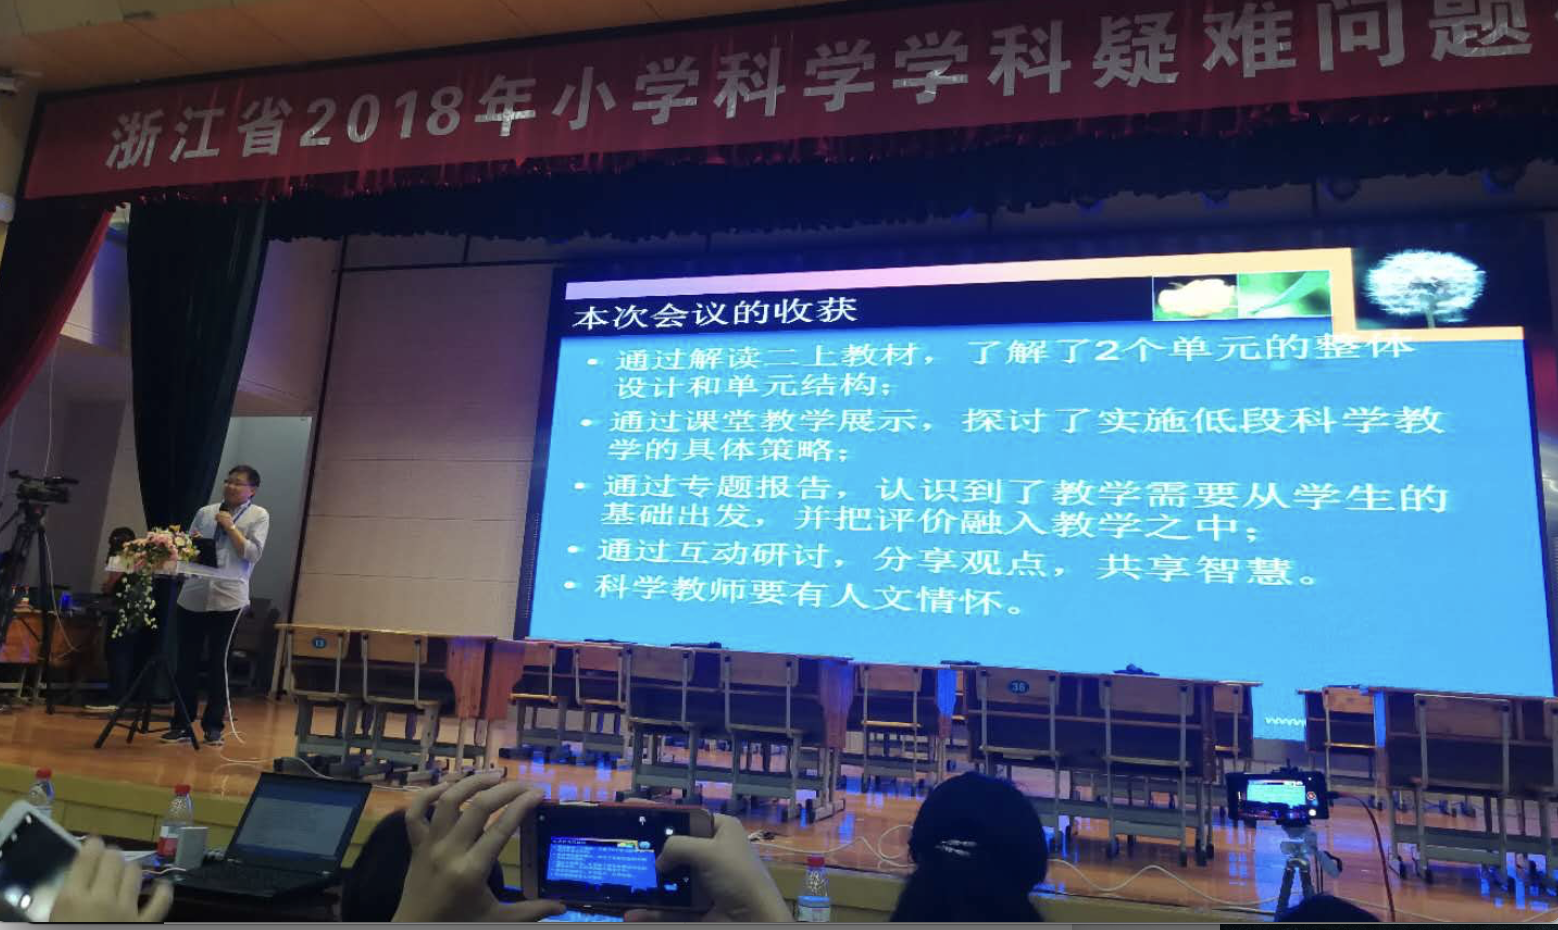 浙江省2018年小学科学学科疑难问题
本次会议的收获
• 通过解读二上教材，了解了2个单元的整体
设计和单元结构；
• 通过课堂教学展示，探讨了实施低段科学教
学的具体策略；
• 通过专题报告，认识到了教学需要从学生的
基础出发，并把评价融入教学之中；
• 通过互动研讨，分享观点，共享智慧。
• 科学教师要有人文情怀。
13
38